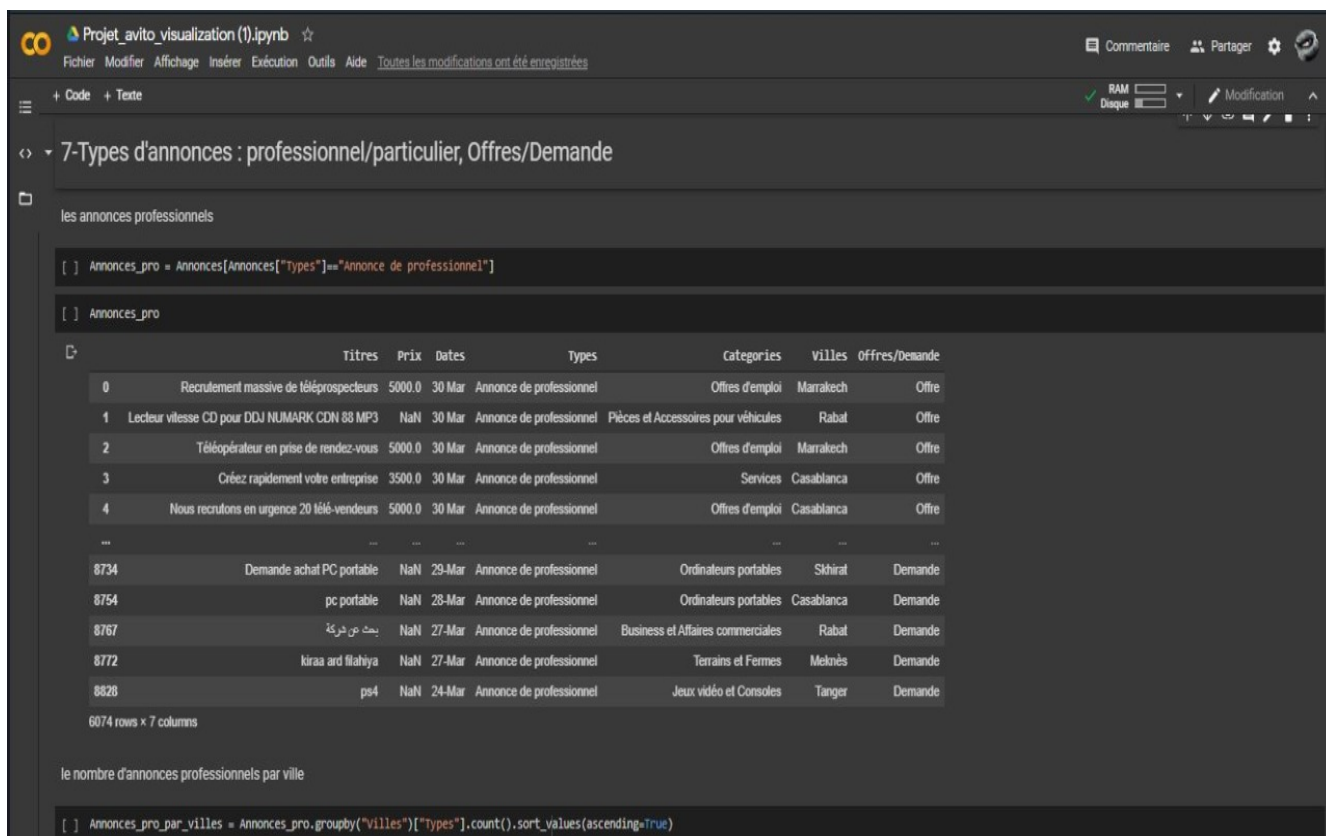 CO Projet_avito_visualization (1).ipynb ☆
Commentaire Partager
Fichier Modifier Affichage Insérer Exécution Outils Aide Toutes les modifications ont été enregistrées
+ Code + Texte
RAM
Disque
Modification
7-Types d'annonces : professionnel/particulier, Offres/Demande
les annonces professionnels
[ ] Annonces_pro = Annonces[Annonces["Types"]=="Annonce de professionnel"]
[ ] Annonces_pro
Titres Prix Dates Types Categories Villes Offres/Demande
0 Recrutement massive de téléprospecteurs 5000.0 30 Mar Annonce de professionnel Offres d'emploi Marrakech Offre
1 Lecteur vitesse CD pour DDJ NUMARK CDN 88 MP3 NaN 30 Mar Annonce de professionnel Pièces et Accessoires pour véhicules Rabat Offre
2 Téléopérateur en prise de rendez-vous 5000.0 30 Mar Annonce de professionnel Offres d'emploi Marrakech Offre
3 Créez rapidement votre entreprise 3500.0 30 Mar Annonce de professionnel Services Casablanca Offre
4 Nous recrutons en urgence 20 télé-vendeurs 5000.0 30 Mar Annonce de professionnel Offres d'emploi Casablanca Offre
... ... ... ... ... ... ... ...
8734 Demande achat PC portable NaN 29-Mar Annonce de professionnel Ordinateurs portables Skhirat Demande
8754 pc portable NaN 28-Mar Annonce de professionnel Ordinateurs portables Casablanca Demande
8767 بحث عن شركة NaN 27-Mar Annonce de professionnel Business et Affaires commerciales Rabat Demande
8772 kiraa ard filahiya NaN 27-Mar Annonce de professionnel Terrains et Fermes Meknès Demande
8828 ps4 NaN 24-Mar Annonce de professionnel Jeux vidéo et Consoles Tanger Demande
6074 rows × 7 columns
le nombre d'annonces professionnels par ville
[ ] Annonces_pro_par_villes = Annonces_pro.groupby("Villes")["Types"].count().sort_values(ascending=True)